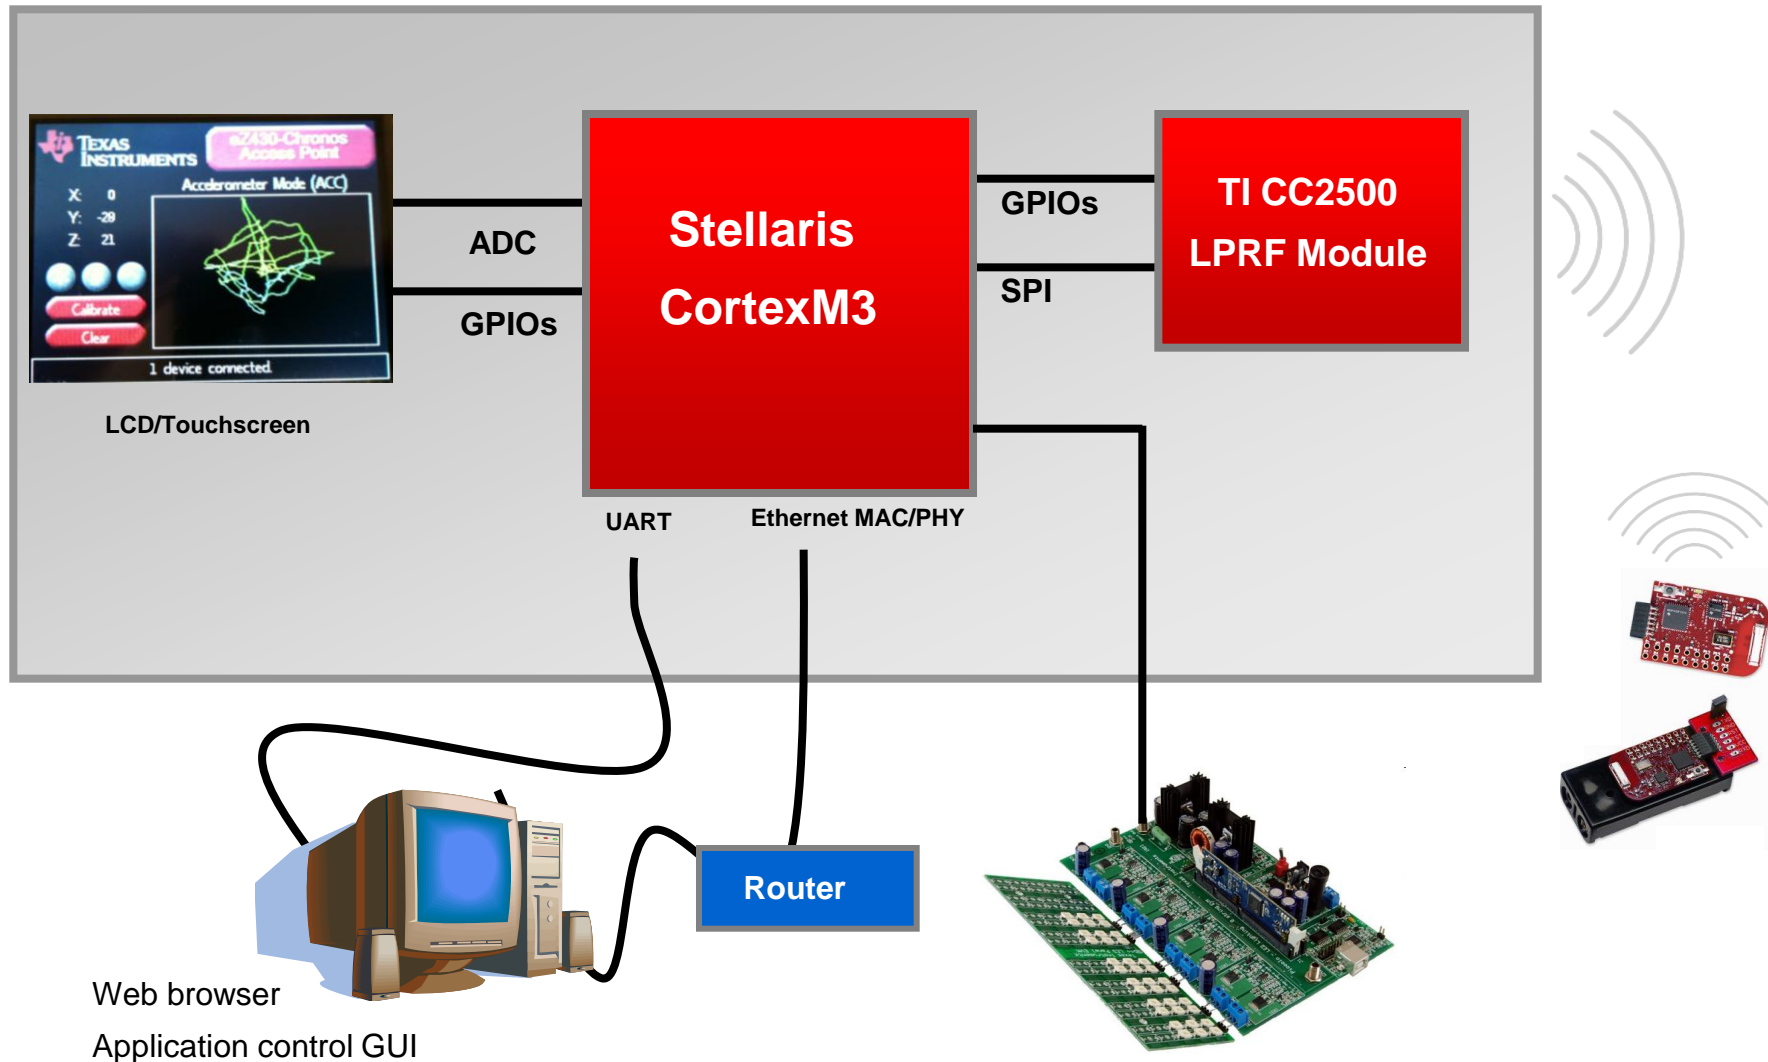 TEXAS
INSTRUMENTS
eZ430-Chronos
Access Point
Accelerometer Mode (ACC)
X: 0
Y: -29
Z: 21
Calibrate
Clear
1 device connected.
LCD/Touchscreen
ADC
GPIOs
Stellaris
CortexM3
GPIOs
SPI
TI CC2500
LPRF Module
UART
Ethernet MAC/PHY
Router
Web browser
Application control GUI